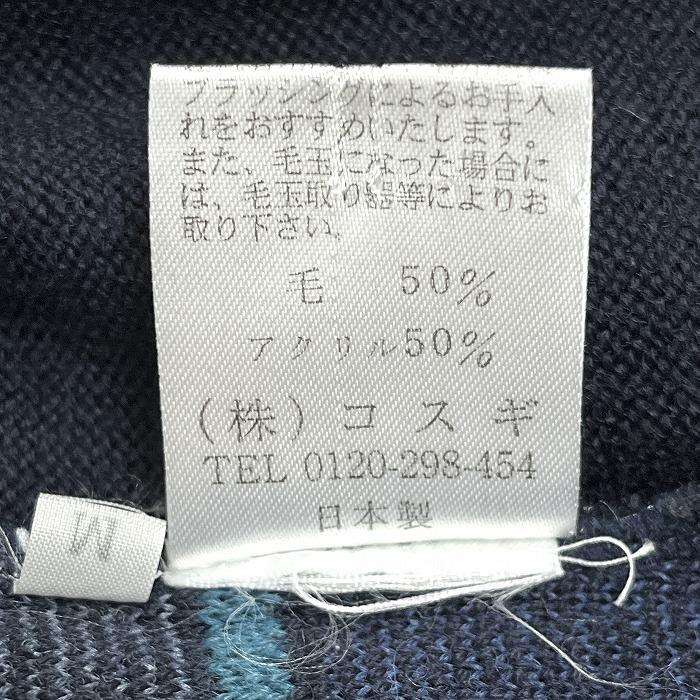 ブラッシングによるお手入
れをおすすめいたします。
また、毛玉になった場合に
は、毛玉取り器等によりお
取り下さい。
毛 50%
アクリル50%
(株)コスギ
TEL 0120-298-454
日本製
M